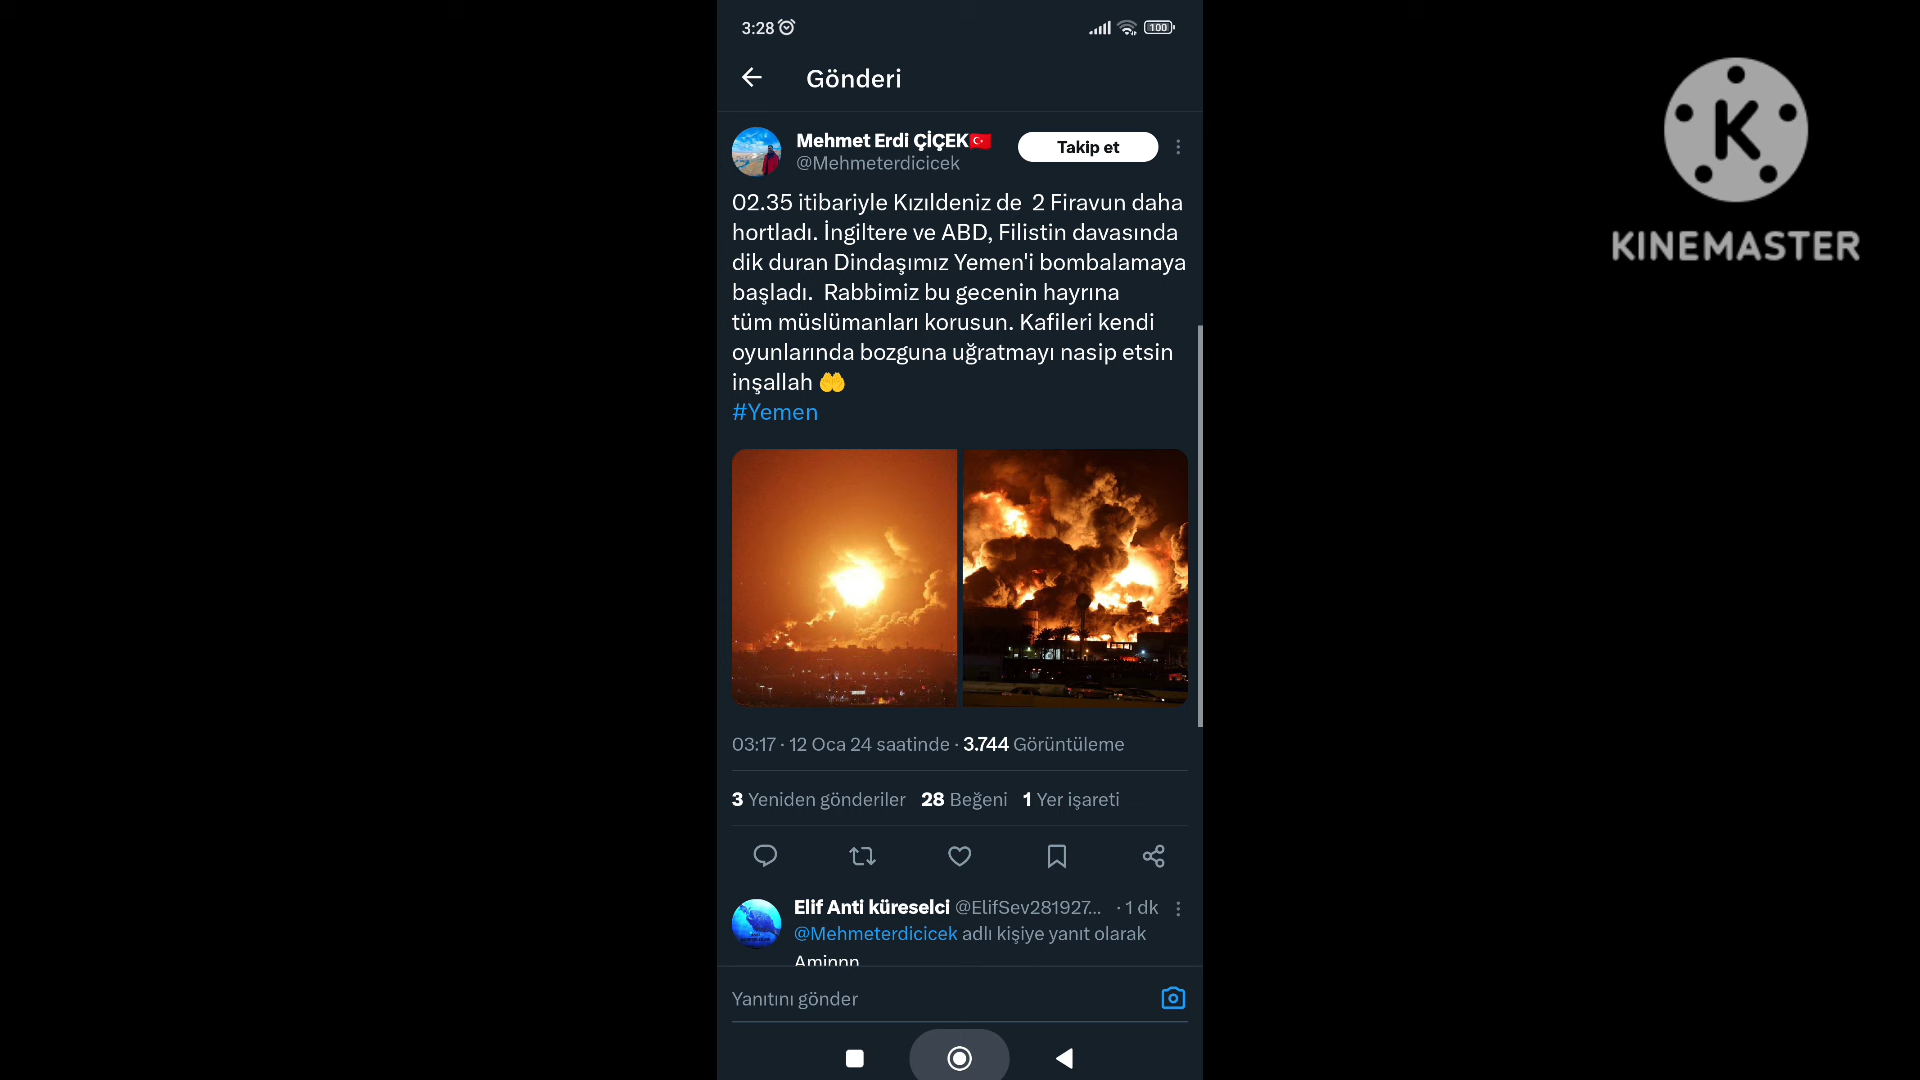 3:28
100
Gönderi
Mehmet Erdi ÇİÇEK
@Mehmeterdicicek
Takip et
02.35 itibariyle Kızıldeniz de 2 Firavun daha
hortladı. İngiltere ve ABD, Filistin davasında
dik duran Dindaşımız Yemen'i bombalamaya
başladı. Rabbimiz bu gecenin hayrına
tüm müslümanları korusun. Kafileri kendi
oyunlarında bozguna uğratmayı nasip etsin
inşallah 🤲
#Yemen
03:17 · 12 Oca 24 saatinde · 3.744 Görüntüleme
3 Yeniden gönderiler 28 Beğeni 1 Yer işareti
Elif Anti küreselci @ElifSev281927... · 1 dk
@Mehmeterdicicek adlı kişiye yanıt olarak
Aminnn
Yanıtını gönder
K
KINEMASTER